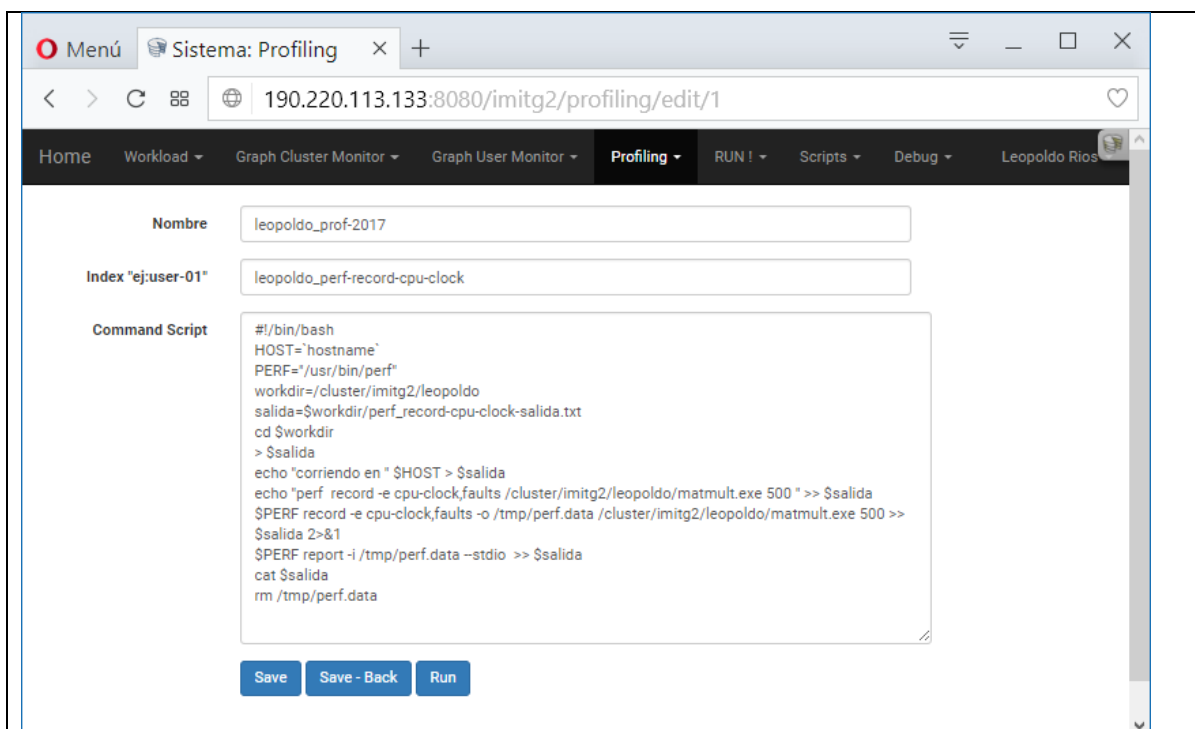 Menú
Sistema: Profiling
190.220.113.133:8080/imitg2/profiling/edit/1
Home Workload Graph Cluster Monitor Graph User Monitor Profiling RUN ! Scripts Debug Leopoldo Rios
Nombre
leopoldo_prof-2017
Index "ej:user-01"
leopoldo_perf-record-cpu-clock
Command Script
#!/bin/bash
HOST=`hostname`
PERF="/usr/bin/perf"
workdir=/cluster/imitg2/leopoldo
salida=$workdir/perf_record-cpu-clock-salida.txt
cd $workdir
> $salida
echo "corriendo en " $HOST > $salida
echo "perf  record -e cpu-clock,faults /cluster/imitg2/leopoldo/matmult.exe 500 " >> $salida
$PERF record -e cpu-clock,faults -o /tmp/perf.data /cluster/imitg2/leopoldo/matmult.exe 500 >>
$salida 2>&1
$PERF report -i /tmp/perf.data --stdio  >> $salida
cat $salida
rm /tmp/perf.data
Save Save - Back Run